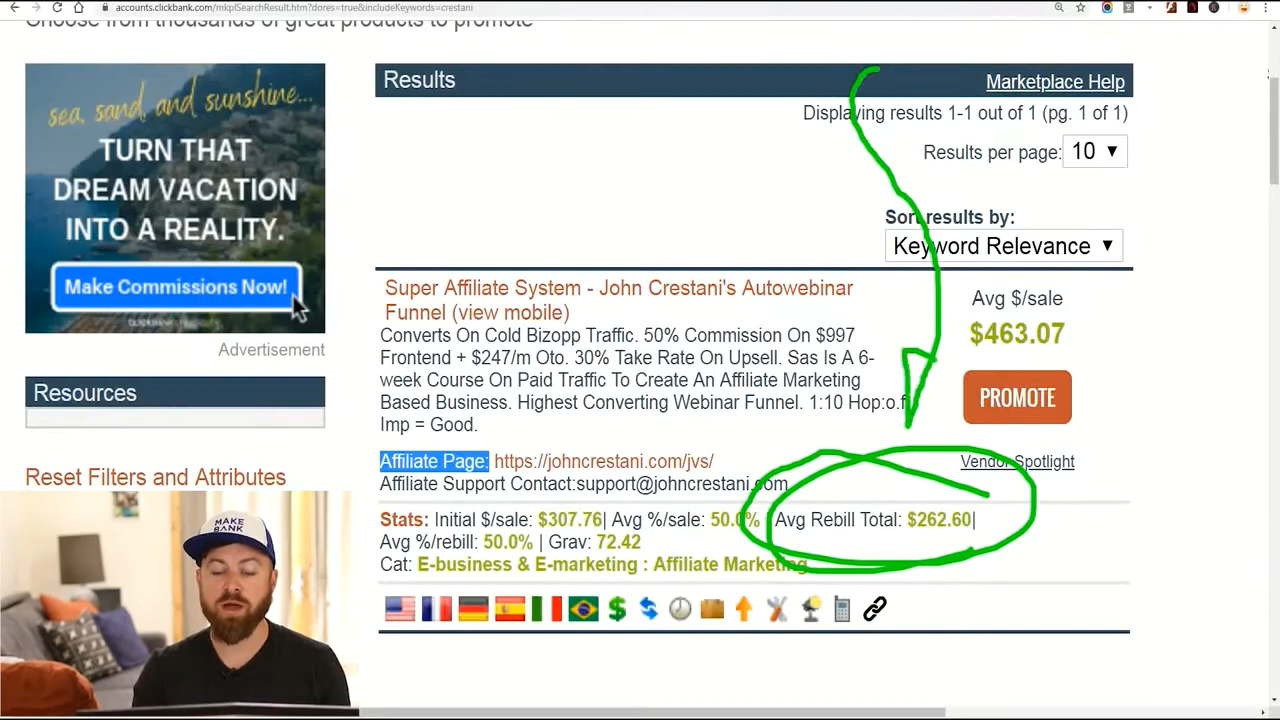 accounts.clickbank.com/mkplSearchResult.htm?dores=true&includeKeywords=crestani
Choose from thousands of great products to promote
sea, sand, and sunshine...
TURN THAT
DREAM VACATION
INTO A REALITY.
Make Commissions Now!
Advertisement
Resources
Reset Filters and Attributes
Results
Marketplace Help
Displaying results 1-1 out of 1 (pg. 1 of 1)
Results per page: 10
Sort results by:
Keyword Relevance
Super Affiliate System - John Crestani's Autowebinar
Funnel (view mobile)
Converts On Cold Bizopp Traffic. 50% Commission On $997
Frontend + $247/m Oto. 30% Take Rate On Upsell. Sas Is A 6-
week Course On Paid Traffic To Create An Affiliate Marketing
Based Business. Highest Converting Webinar Funnel. 1:10 Hop:o.f.
Imp = Good.
Avg $/sale
$463.07
PROMOTE
Vendor Spotlight
Affiliate Page: https://johncrestani.com/jvs/
Affiliate Support Contact:support@johncrestani.com
Stats: Initial $/sale: $307.76| Avg %/sale: 50.0% | Avg Rebill Total: $262.60|
Avg %/rebill: 50.0% | Grav: 72.42
Cat: E-business & E-marketing : Affiliate Marketing
MAKE
BANK